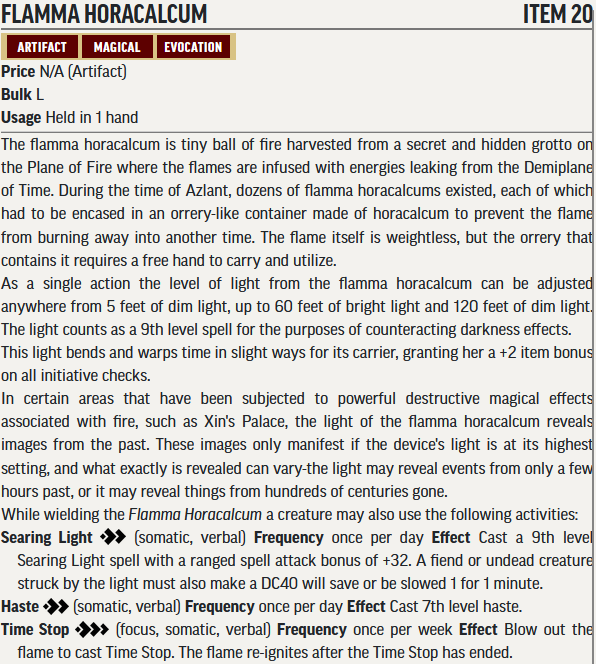 FLAMMA HORACALCUM ITEM 20
ARTIFACT MAGICAL EVOCATION
Price N/A (Artifact)
Bulk L
Usage Held in 1 hand
The flamma horacalcum is tiny ball of fire harvested from a secret and hidden grotto on
the Plane of Fire where the flames are infused with energies leaking from the Demiplane
of Time. During the time of Azlant, dozens of flamma horacalcums existed, each of which
had to be encased in an orrery-like container made of horacalcum to prevent the flame
from burning away into another time. The flame itself is weightless, but the orrery that
contains it requires a free hand to carry and utilize.
As a single action the level of light from the flamma horacalcum can be adjusted
anywhere from 5 feet of dim light, up to 60 feet of bright light and 120 feet of dim light.
The light counts as a 9th level spell for the purposes of counteracting darkness effects.
This light bends and warps time in slight ways for its carrier, granting her a +2 item bonus
on all initiative checks.
In certain areas that have been subjected to powerful destructive magical effects
associated with fire, such as Xin's Palace, the light of the flamma horacalcum reveals
images from the past. These images only manifest if the device's light is at its highest
setting, and what exactly is revealed can vary-the light may reveal events from only a few
hours past, or it may reveal things from hundreds of centuries gone.
While wielding the Flamma Horacalcum a creature may also use the following activities:
Searing Light (somatic, verbal) Frequency once per day Effect Cast a 9th level
Searing Light spell with a ranged spell attack bonus of +32. A fiend or undead creature
struck by the light must also make a DC40 will save or be slowed 1 for 1 minute.
Haste (somatic, verbal) Frequency once per day Effect Cast 7th level haste.
Time Stop (focus, somatic, verbal) Frequency once per week Effect Blow out the
flame to cast Time Stop. The flame re-ignites after the Time Stop has ended.